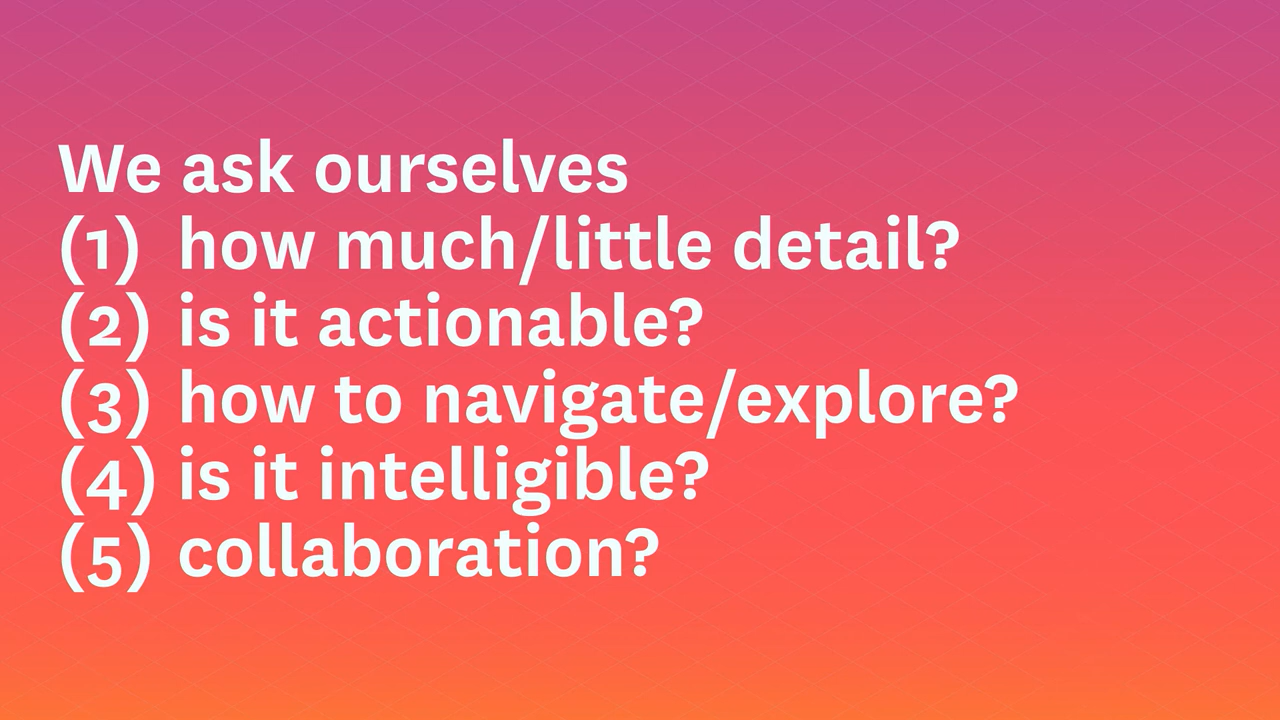 We ask ourselves
(1) how much/little detail?
(2) is it actionable?
(3) how to navigate/explore?
(4) is it intelligible?
(5) collaboration?